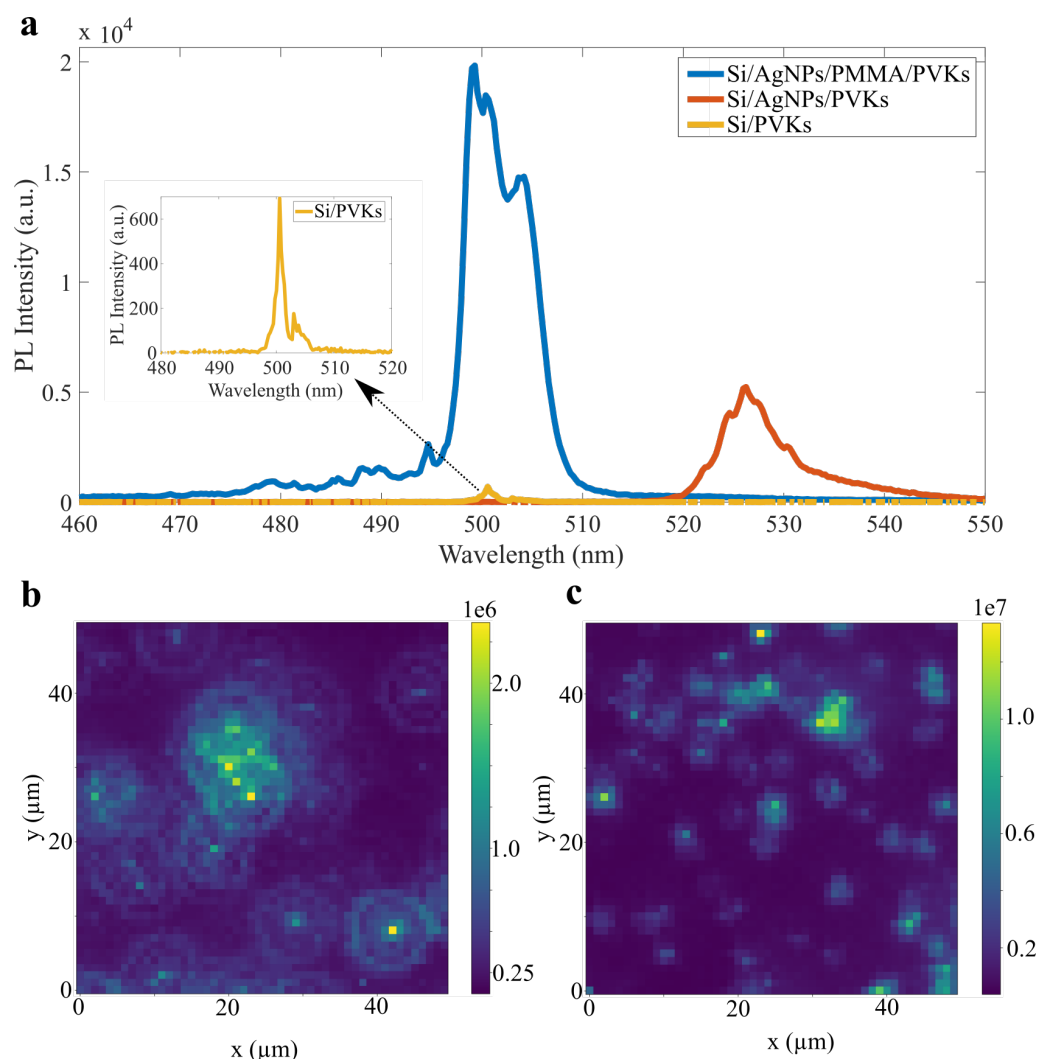 a
x 10⁴
2
1.5
1
0.5
0
PL Intensity (a.u.)
460 470 480 490 500 510 520 530 540 550
Wavelength (nm)
Si/AgNPs/PMMA/PVKs
Si/AgNPs/PVKs
Si/PVKs
Si/PVKs
600
400
200
0
PL Intensity (a.u.)
480 490 500 510 520
Wavelength (nm)
b
1e6
2.0
1.0
0.25
40
20
0
y (µm)
0 20 40
x (µm)
c
1e7
1.0
0.6
0.2
40
20
0
y (µm)
0 20 40
x (µm)